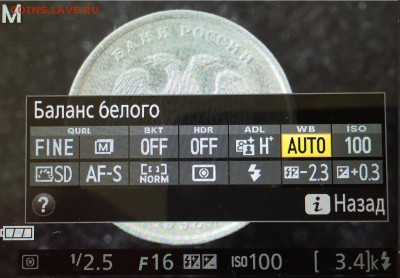 COINS.LAVE.RU
M
БАНК РОССИИ
Баланс белого
QUAL BKT HDR ADL WB ISO
FINE M OFF OFF H* AUTO 100
SD AF-S NORM -2.3 +0.3
? i Назад
1/2.5 F16 ISO100 [ 3.4]k